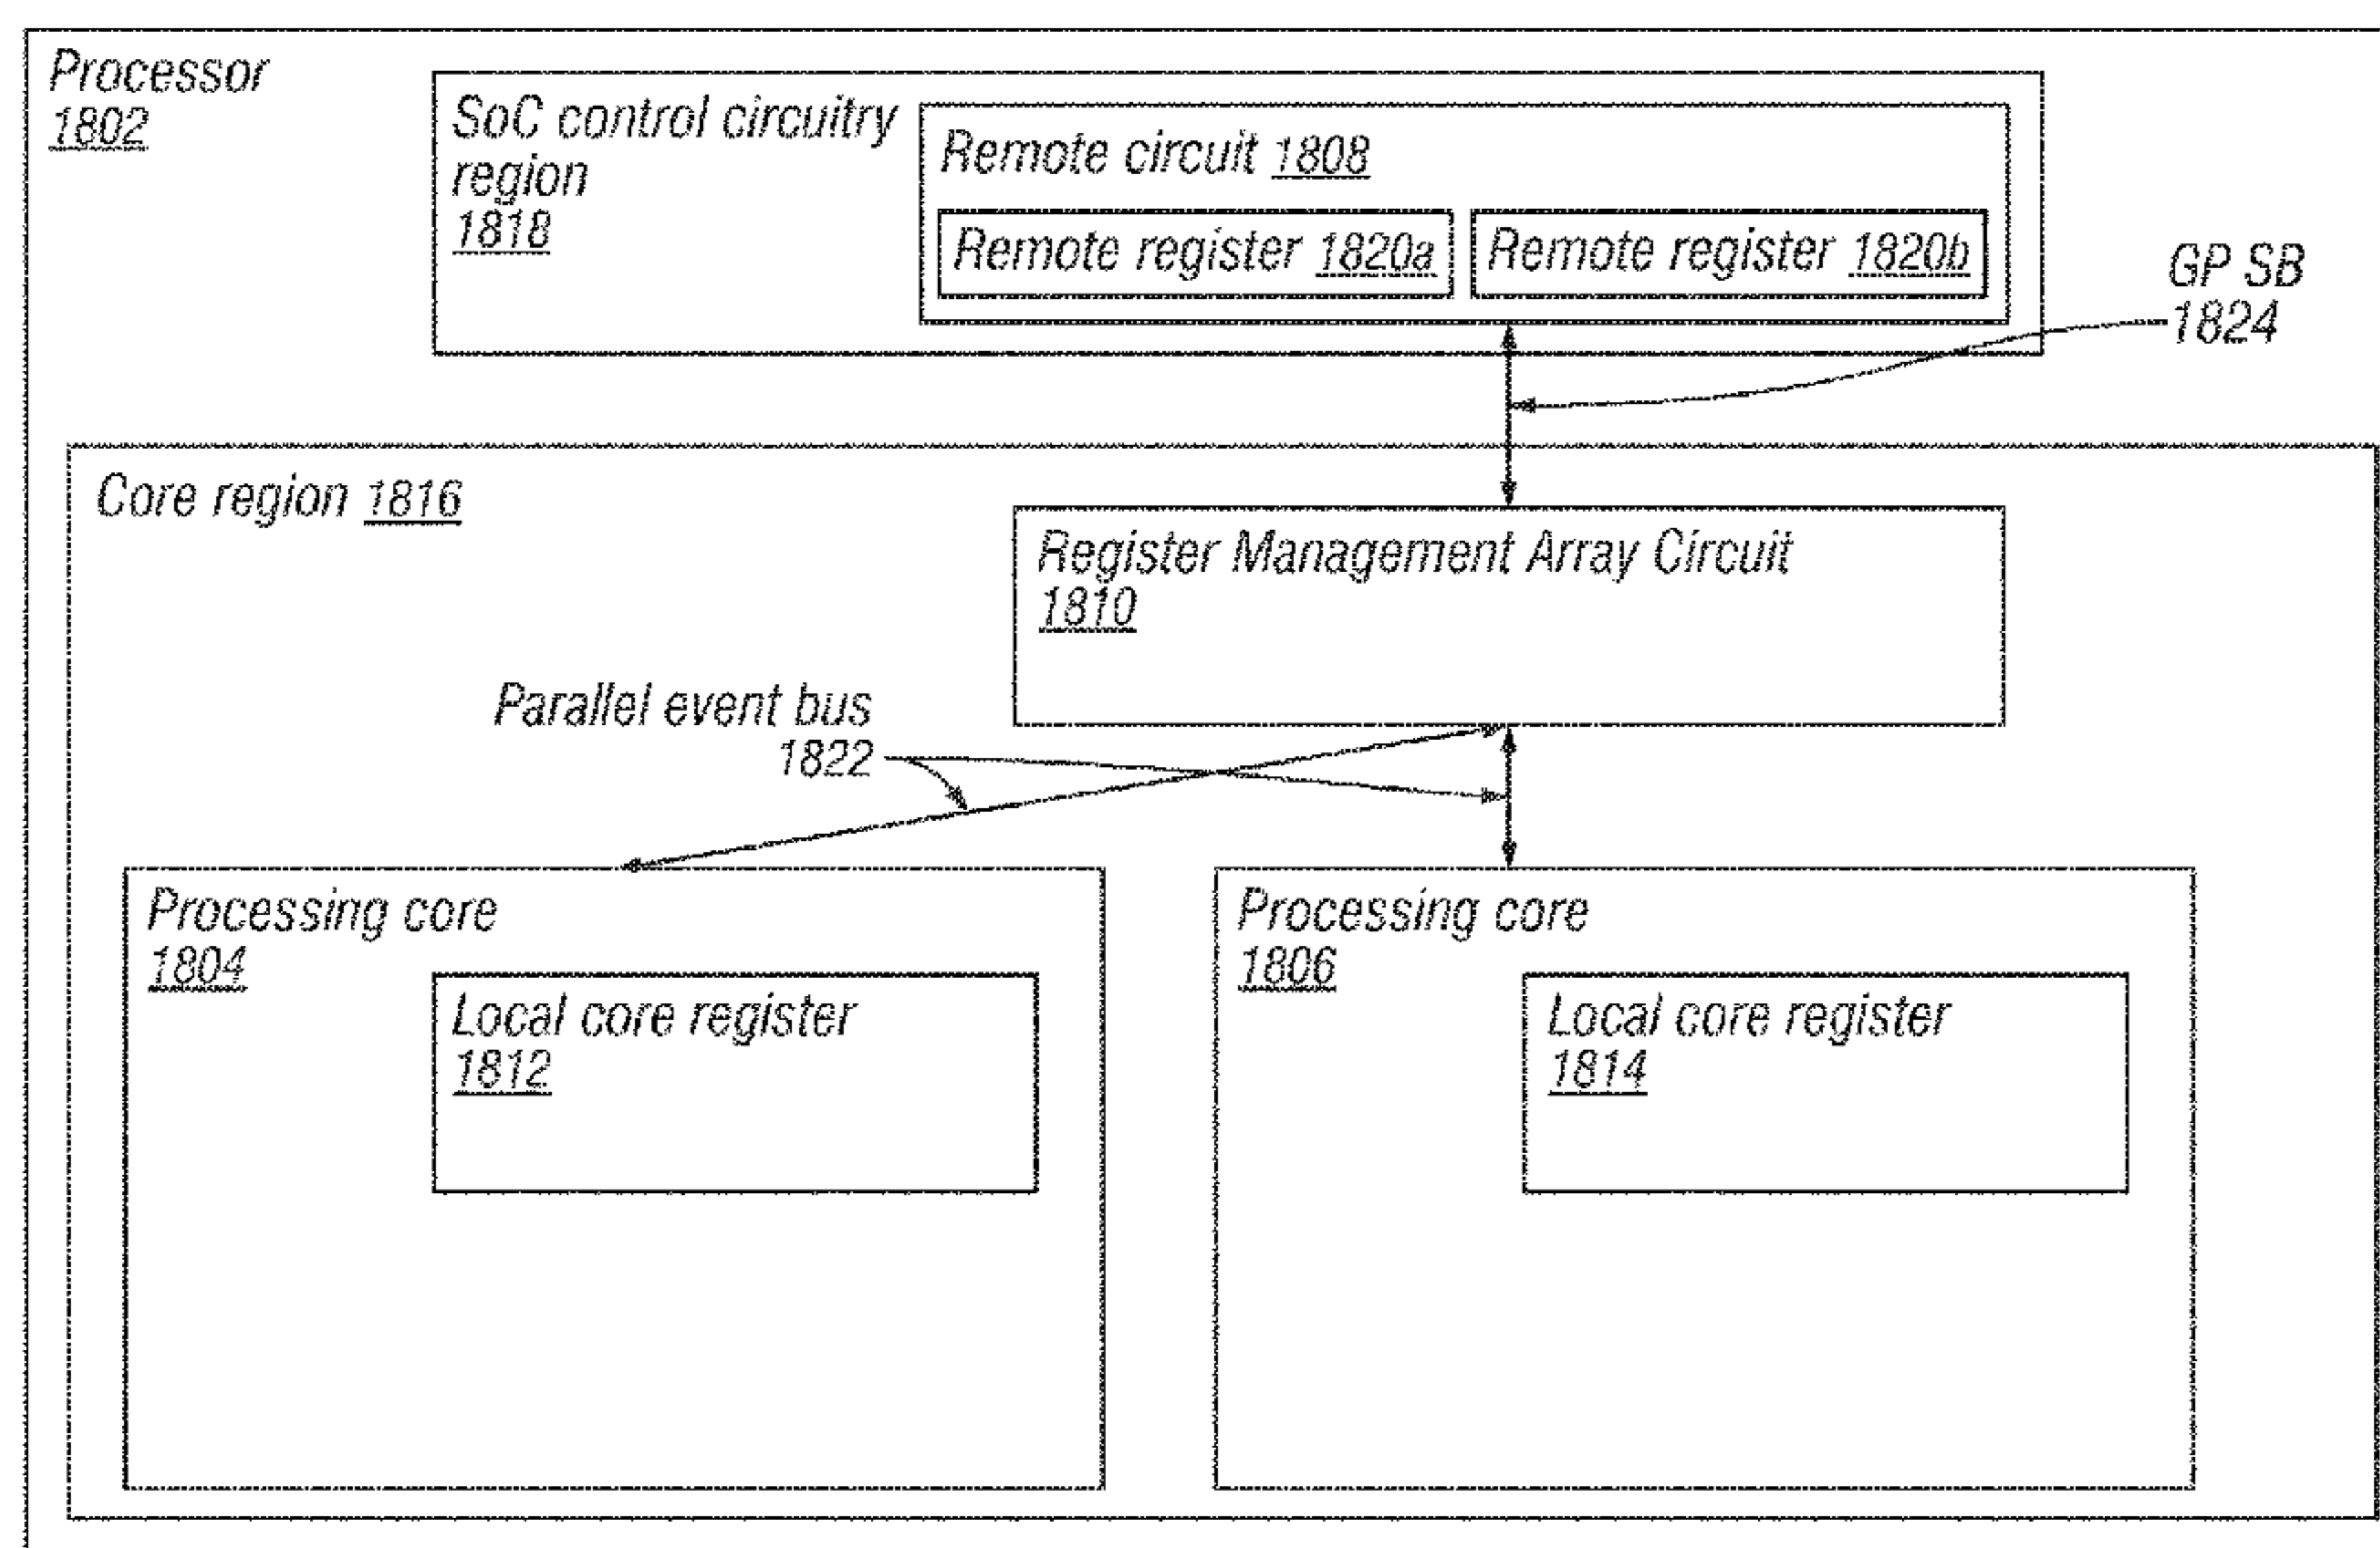 Processor
1802
SoC control circuitry
region
1818
Remote circuit 1808
Remote register 1820a
Remote register 1820b
GP SB
1824
Core region 1816
Register Management Array Circuit
1810
Parallel event bus
1822
Processing core
1804
Local core register
1812
Processing core
1806
Local core register
1814